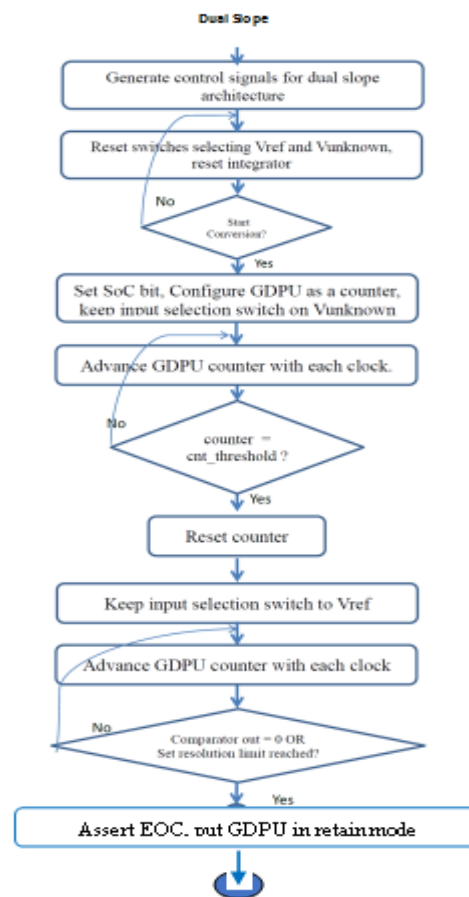 Dual Slope
Generate control signals for dual slope
architecture
Reset switches selecting Vref and Vunknown,
reset integrator
No
Start
Conversion?
Yes
Set SoC bit, Configure GDPU as a counter,
keep input selection switch on Vunknown
Advance GDPU counter with each clock.
No
counter =
cnt_threshold ?
Yes
Reset counter
Keep input selection switch to Vref
Advance GDPU counter with each clock
No
Comparator out = 0 OR
Set resolution limit reached?
Yes
Assert EOC, put GDPU in retain mode